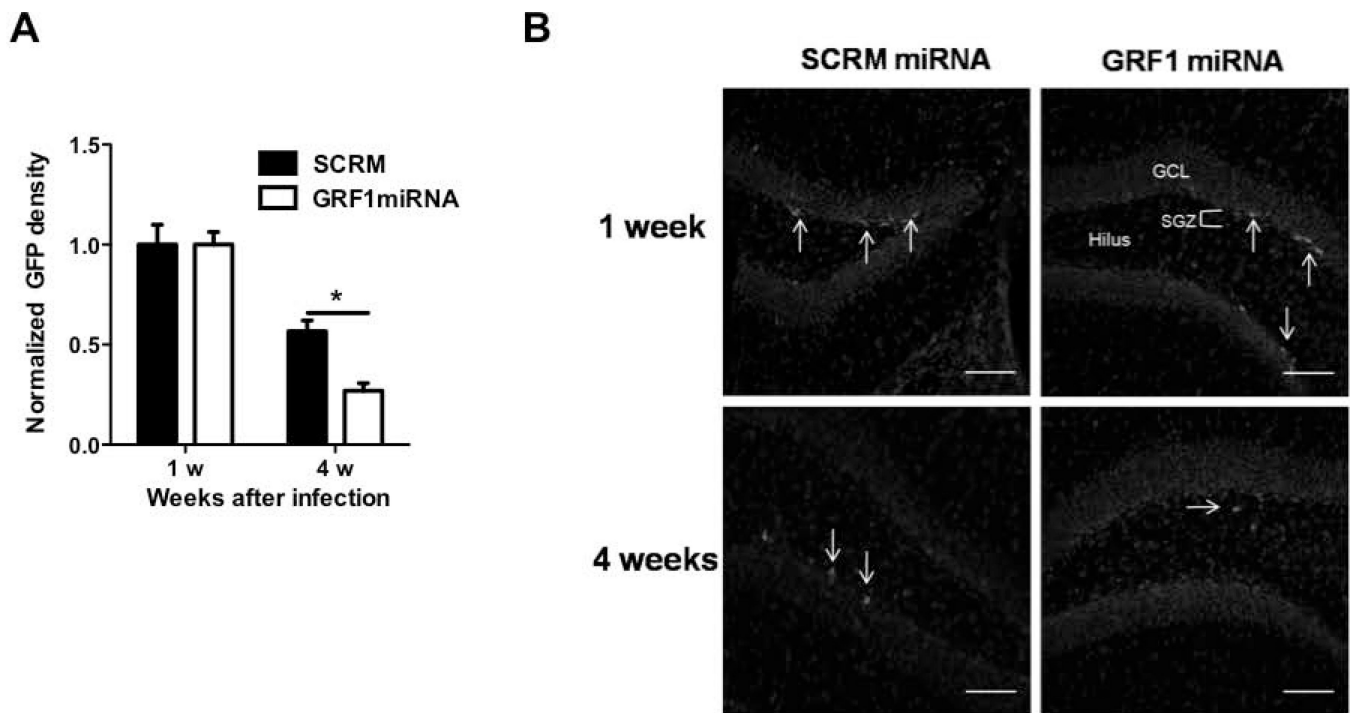 A
Normalized GFP density
1.5
1.0
0.5
0.0
SCRM
GRF1miRNA
*
1 w
4 w
Weeks after infection
B
SCRM miRNA
GRF1 miRNA
1 week
GCL
SGZ
Hilus
4 weeks